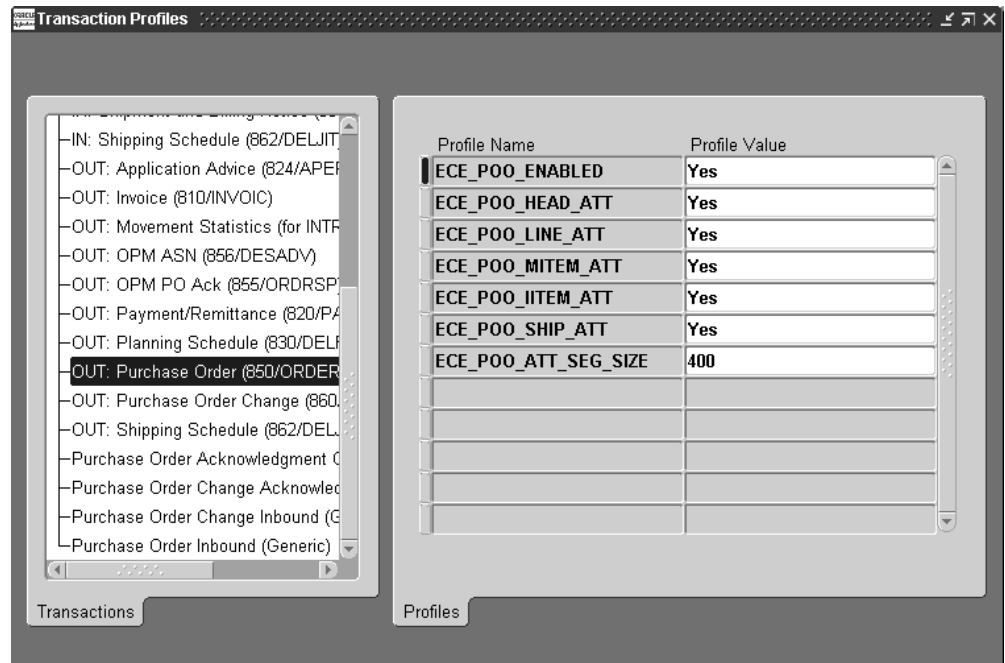 Transaction Profiles
IN: Shipping Schedule (862/DELJIT
OUT: Application Advice (824/APE
OUT: Invoice (810/INVOIC)
OUT: Movement Statistics (for INTR
OUT: OPM ASN (856/DESADV)
OUT: OPM PO Ack (855/ORDRSP)
OUT: Payment/Remittance (820/PA
OUT: Planning Schedule (830/DEL
OUT: Purchase Order (850/ORDER
OUT: Purchase Order Change (860
OUT: Shipping Schedule (862/DEL
Purchase Order Acknowledgment
Purchase Order Change Acknowled
Purchase Order Change Inbound (G
Purchase Order Inbound (Generic)
Transactions
Profile Name Profile Value
ECE_POO_ENABLED Yes
ECE_POO_HEAD_ATT Yes
ECE_POO_LINE_ATT Yes
ECE_POO_MITEM_ATT Yes
ECE_POO_IITEM_ATT Yes
ECE_POO_SHIP_ATT Yes
ECE_POO_ATT_SEG_SIZE 400
Profiles